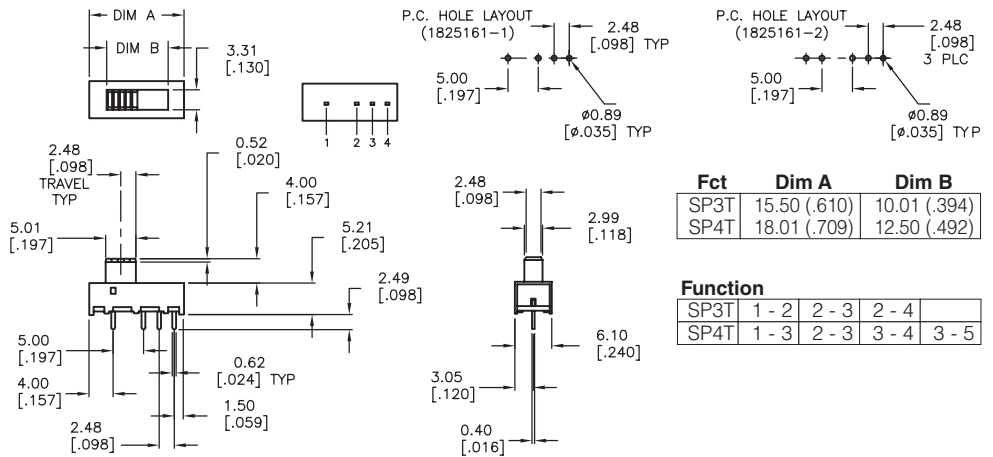 DIM A
DIM B
3.31
[.130]
1 2 3 4
P.C. HOLE LAYOUT
(1825161-1)
2.48
[.098] TYP
5.00
[.197]
ø0.89
[ø.035] TYP
P.C. HOLE LAYOUT
(1825161-2)
2.48
[.098]
3 PLC
5.00
[.197]
ø0.89
[ø.035] TYP
2.48
[.098]
TRAVEL
TYP
0.52
[.020]
4.00
[.157]
5.01
[.197]
5.21
[.205]
2.49
[.098]
5.00
[.197]
4.00
[.157]
0.62
[.024] TYP
1.50
[.059]
2.48
[.098]
2.48
[.098]
2.99
[.118]
6.10
[.240]
3.05
[.120]
0.40
[.016]
Fct Dim A Dim B
SP3T 15.50 (.610) 10.01 (.394)
SP4T 18.01 (.709) 12.50 (.492)
Function
SP3T 1 - 2 2 - 3 2 - 4
SP4T 1 - 3 2 - 3 3 - 4 3 - 5